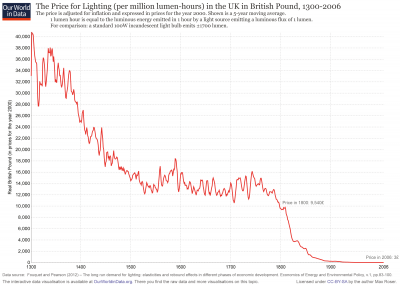 Our World
in Data
The Price for Lighting (per million lumen-hours) in the UK in British Pound, 1300-2006
The price is adjusted for inflation and expressed in prices for the year 2000. Shown is a 5-year moving average.
1 lumen hour is equal to the luminous energy emitted in 1 hour by a light source emitting a luminous flux of 1 lumen.
For comparison: a standard 100W incandescent light bulb emits ±1700 lumen.
40,000
38,000
36,000
34,000
32,000
30,000
28,000
26,000
24,000
22,000
20,000
18,000
16,000
14,000
12,000
10,000
8,000
6,000
4,000
2,000
0
Real British Pound (in prices for the year 2000)
Price in
Price in 2006:
1300
1400
1500
1600
1700
1800
1900
2006
Data source: Fouquet and Pearson (2012) – The long run demand for lighting: elasticities and rebound effects in different phases of economic development. Economics of Energy and Environmental Policy, v.1, pp.83-100.
The interactive data visualization is available at OurWorldinData.org. There you find the raw data and more visualizations on this topic.
Licensed under CC-BY-SA by the author Max Roser.